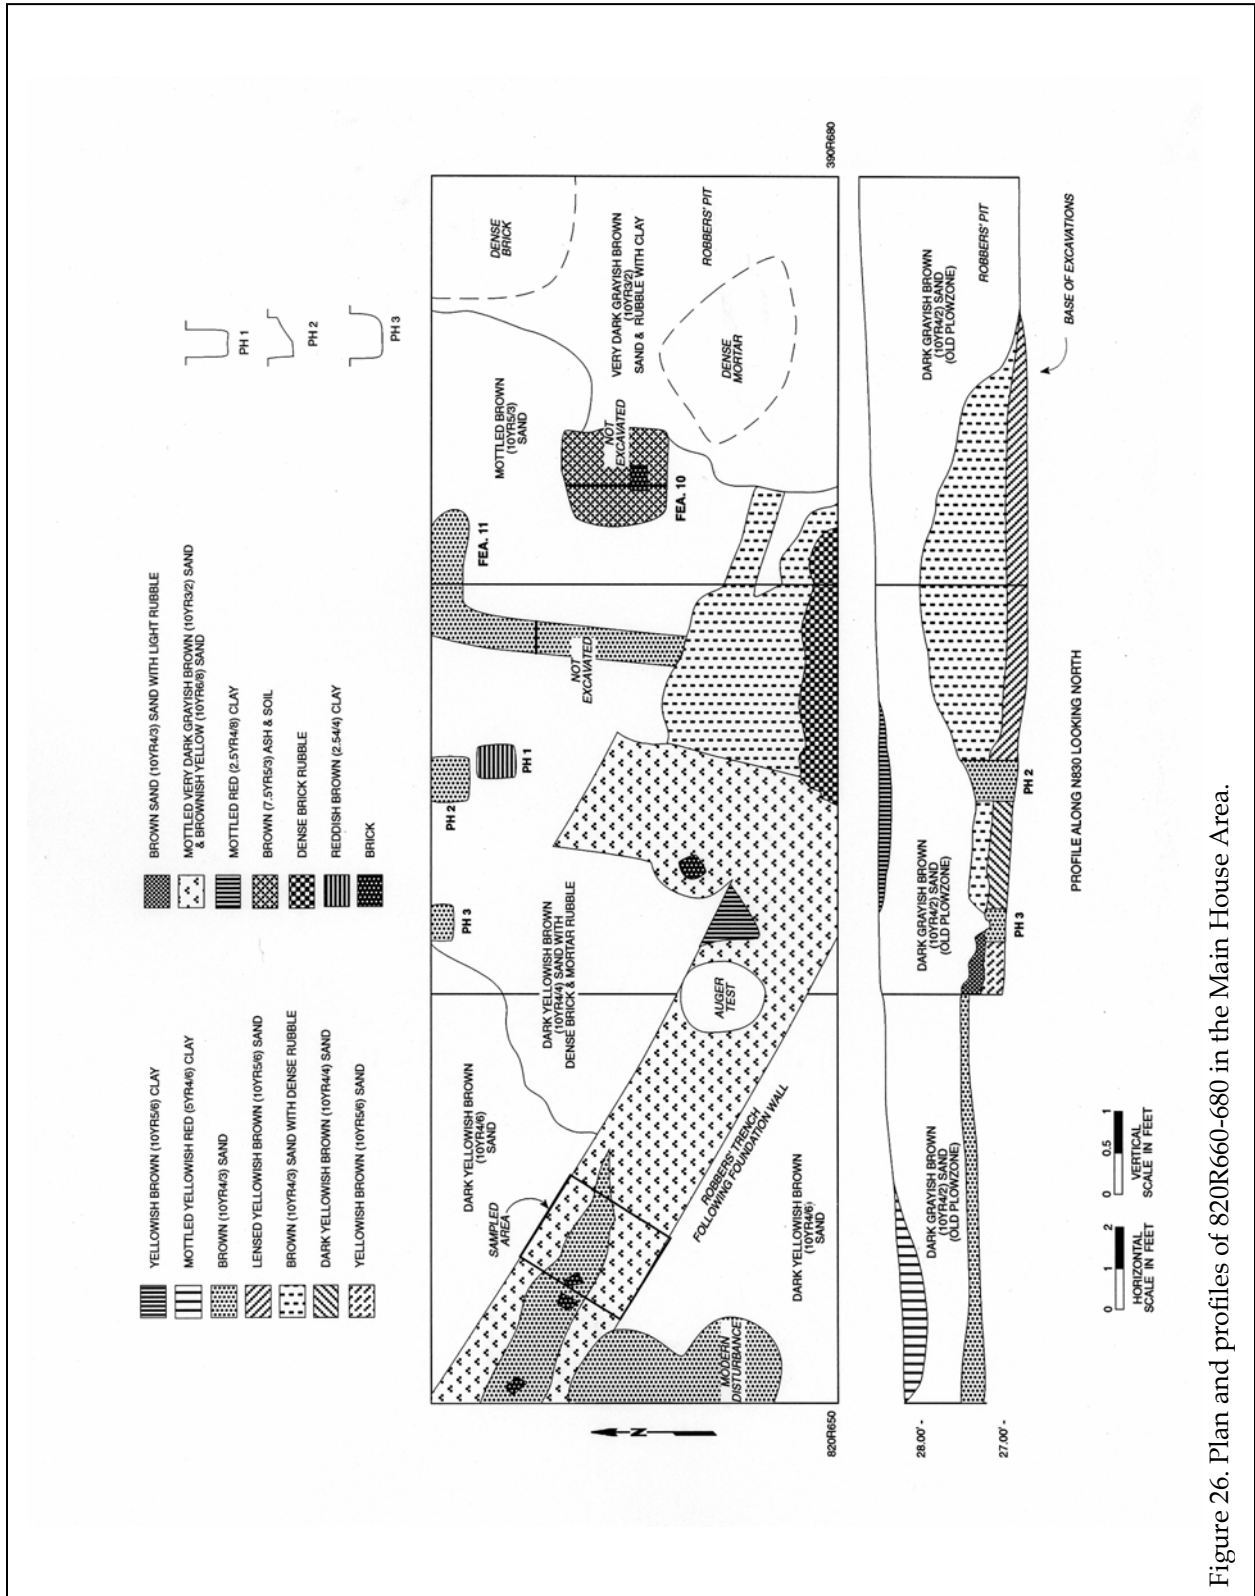 YELLOWISH BROWN (10YR5/6) CLAY
MOTTLED YELLOWISH RED (5YR4/6) CLAY
BROWN (10YR4/3) SAND
LENSED YELLOWISH BROWN (10YR5/6) SAND
BROWN (10YR4/3) SAND WITH DENSE RUBBLE
DARK YELLOWISH BROWN (10YR4/4) SAND
YELLOWISH BROWN (10YR5/6) SAND
BROWN SAND (10YR4/3) SAND WITH LIGHT RUBBLE
MOTTLED VERY DARK GRAYISH BROWN (10YR3/2) SAND
& BROWNISH YELLOW (10YR6/8) SAND
MOTTLED RED (2.5YR4/8) CLAY
BROWN (7.5YR5/3) ASH & SOIL
DENSE BRICK RUBBLE
REDDISH BROWN (2.54/4) CLAY
BRICK
PH 1
PH 2
PH 3
N
820R650
SAMPLED
AREA
DARK YELLOWISH BROWN
(10YR4/6)
SAND
MODERN
DISTURBANCE
DARK YELLOWISH BROWN
(10YR4/6)
SAND
ROBBERS' TRENCH
FOLLOWING FOUNDATION WALL
AUGER
TEST
DARK YELLOWISH BROWN
(10YR4/4) SAND WITH
DENSE BRICK & MORTAR RUBBLE
PH 3
PH 2
PH 1
NOT
EXCAVATED
FEA. 11
FEA. 10
NOT
EXCAVATED
MOTTLED BROWN
(10YR5/3)
SAND
DENSE
BRICK
VERY DARK GRAYISH BROWN
(10YR3/2)
SAND & RUBBLE WITH CLAY
DENSE
MORTAR
ROBBERS' PIT
390R680
28.00' -
27.00' -
DARK GRAYISH BROWN
(10YR4/2) SAND
(OLD PLOWZONE)
DARK GRAYISH BROWN
(10YR4/2) SAND
(OLD PLOWZONE)
DARK GRAYISH BROWN
(10YR4/2) SAND
(OLD PLOWZONE)
ROBBERS' PIT
PH 3
PH 2
BASE OF EXCAVATIONS
PROFILE ALONG N830 LOOKING NORTH
0 1 2
HORIZONTAL
SCALE IN FEET
0 0.5 1
VERTICAL
SCALE IN FEET
Figure 26. Plan and profiles of 820R660-680 in the Main House Area.